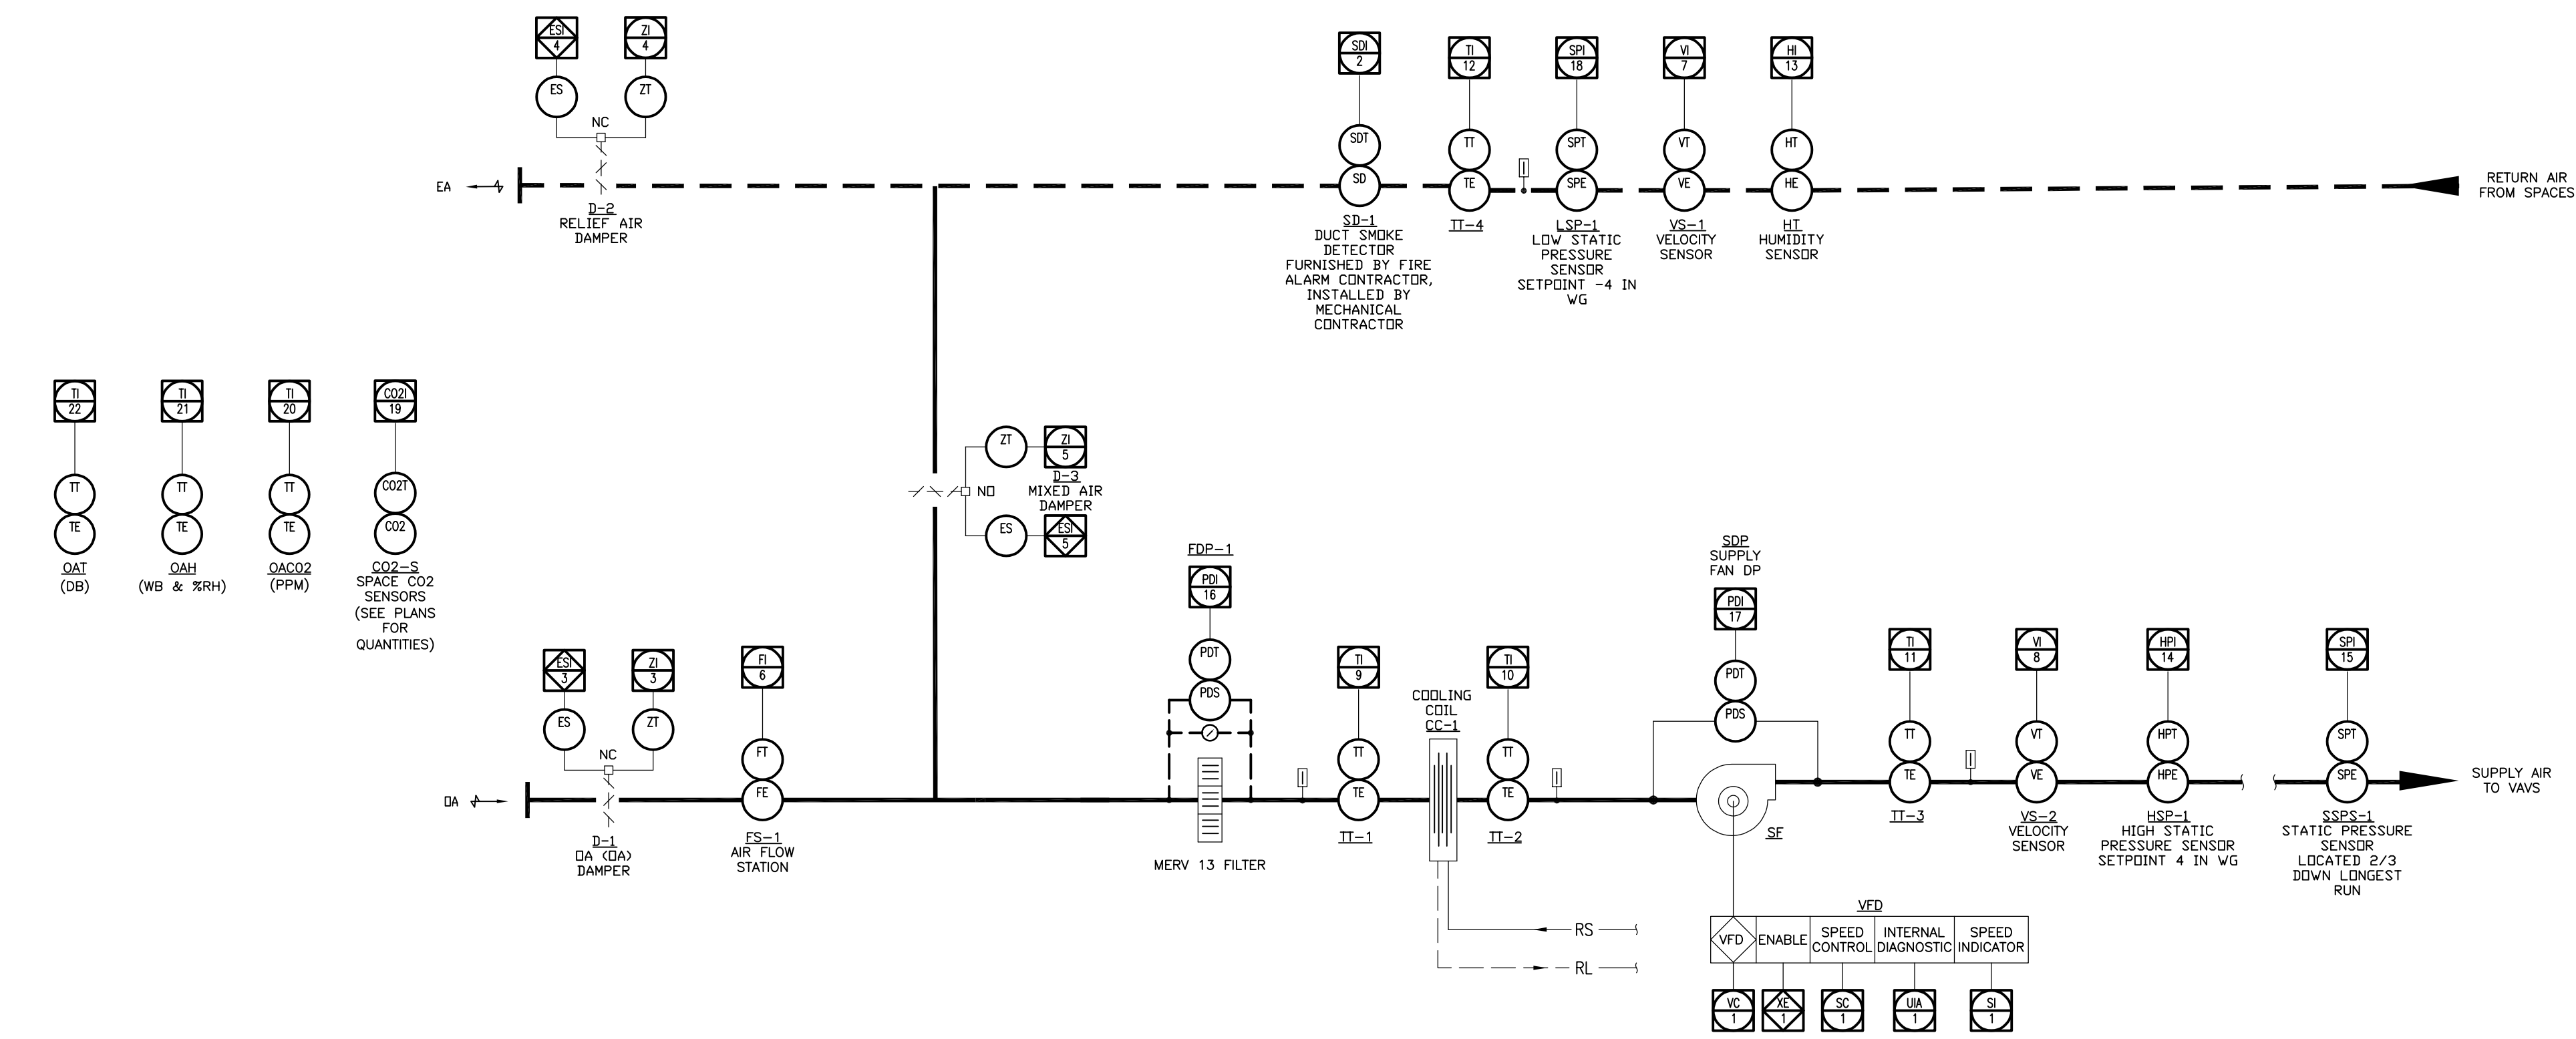 ESI
4
ZI
4
ES
ZT
NC
EA
D-2
RELIEF AIR
DAMPER
SDI
2
SDT
SD
SD-1
DUCT SMOKE
DETECTOR
FURNISHED BY FIRE
ALARM CONTRACTOR,
INSTALLED BY
MECHANICAL
CONTRACTOR
TI
12
TT
TE
TT-4
SPI
18
SPT
SPE
LSP-1
LOW STATIC
PRESSURE
SENSOR
SETPOINT -4 IN
WG
VI
7
VT
VE
VS-1
VELOCITY
SENSOR
HI
13
HT
HE
HT
HUMIDITY
SENSOR
RETURN AIR
FROM SPACES
TI
22
TT
TE
OAT
(DB)
TI
21
TT
TE
OAH
(WB & %RH)
TI
20
TT
TE
OACO2
(PPM)
CO2I
19
CO2T
CO2
CO2-S
SPACE CO2
SENSORS
(SEE PLANS
FOR
QUANTITIES)
ZT
ZI
5
NO
D-3
MIXED AIR
DAMPER
ES
ESI
5
ESI
3
ZI
3
ES
ZT
NC
OA
D-1
OA (OA)
DAMPER
FI
6
FT
FE
FS-1
AIR FLOW
STATION
FDP-1
PDI
16
PDT
PDS
MERV 13 FILTER
TI
9
TT
TE
TT-1
COOLING
COIL
CC-1
TI
10
TT
TE
TT-2
RS
RL
SDP
SUPPLY
FAN DP
PDI
17
PDT
PDS
SF
TI
11
TT
TE
TT-3
VI
8
VT
VE
VS-2
VELOCITY
SENSOR
HPI
14
HPT
HPE
HSP-1
HIGH STATIC
PRESSURE SENSOR
SETPOINT 4 IN WG
SPI
15
SPT
SPE
SSPS-1
STATIC PRESSURE
SENSOR
LOCATED 2/3
DOWN LONGEST
RUN
SUPPLY AIR
TO VAVS
VFD
VFD
ENABLE
SPEED
CONTROL
INTERNAL
DIAGNOSTIC
SPEED
INDICATOR
VC
1
XE
1
SC
1
UIA
1
SI
1